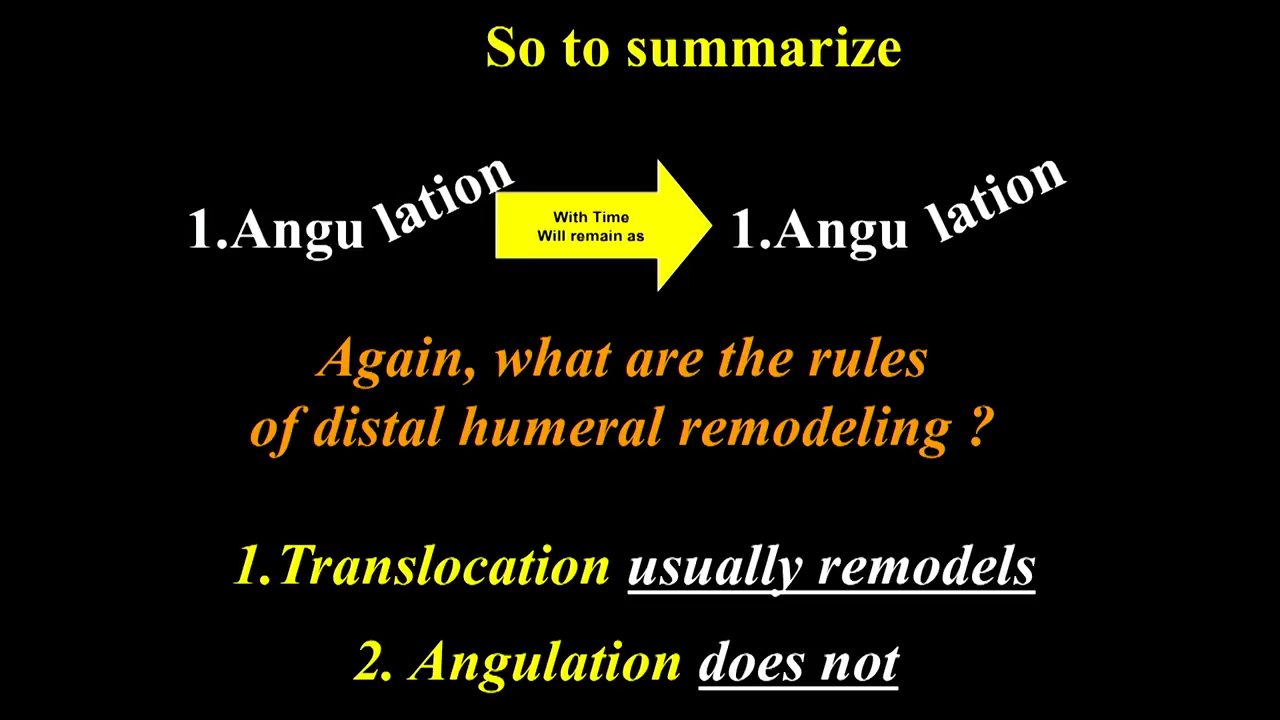 So to summarize
1.Angu lation
With Time
Will remain as
1.Angu lation
Again, what are the rules
of distal humeral remodeling ?
1.Translocation usually remodels
2. Angulation does not